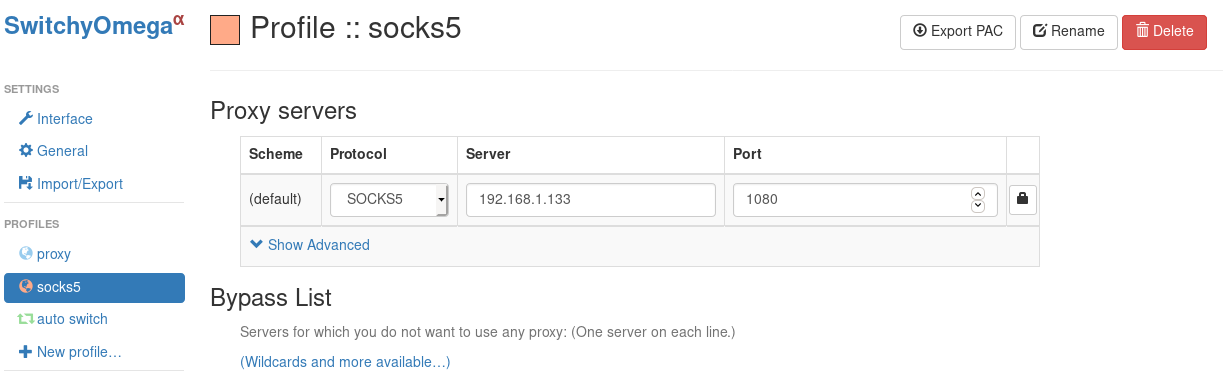 SwitchyOmegaα
Profile :: socks5
Export PAC
Rename
Delete
SETTINGS
Interface
General
Import/Export
PROFILES
proxy
socks5
auto switch
New profile…
Proxy servers
Scheme Protocol Server Port
(default) SOCKS5 192.168.1.133 1080
Show Advanced
Bypass List
Servers for which you do not want to use any proxy: (One server on each line.)
(Wildcards and more available…)